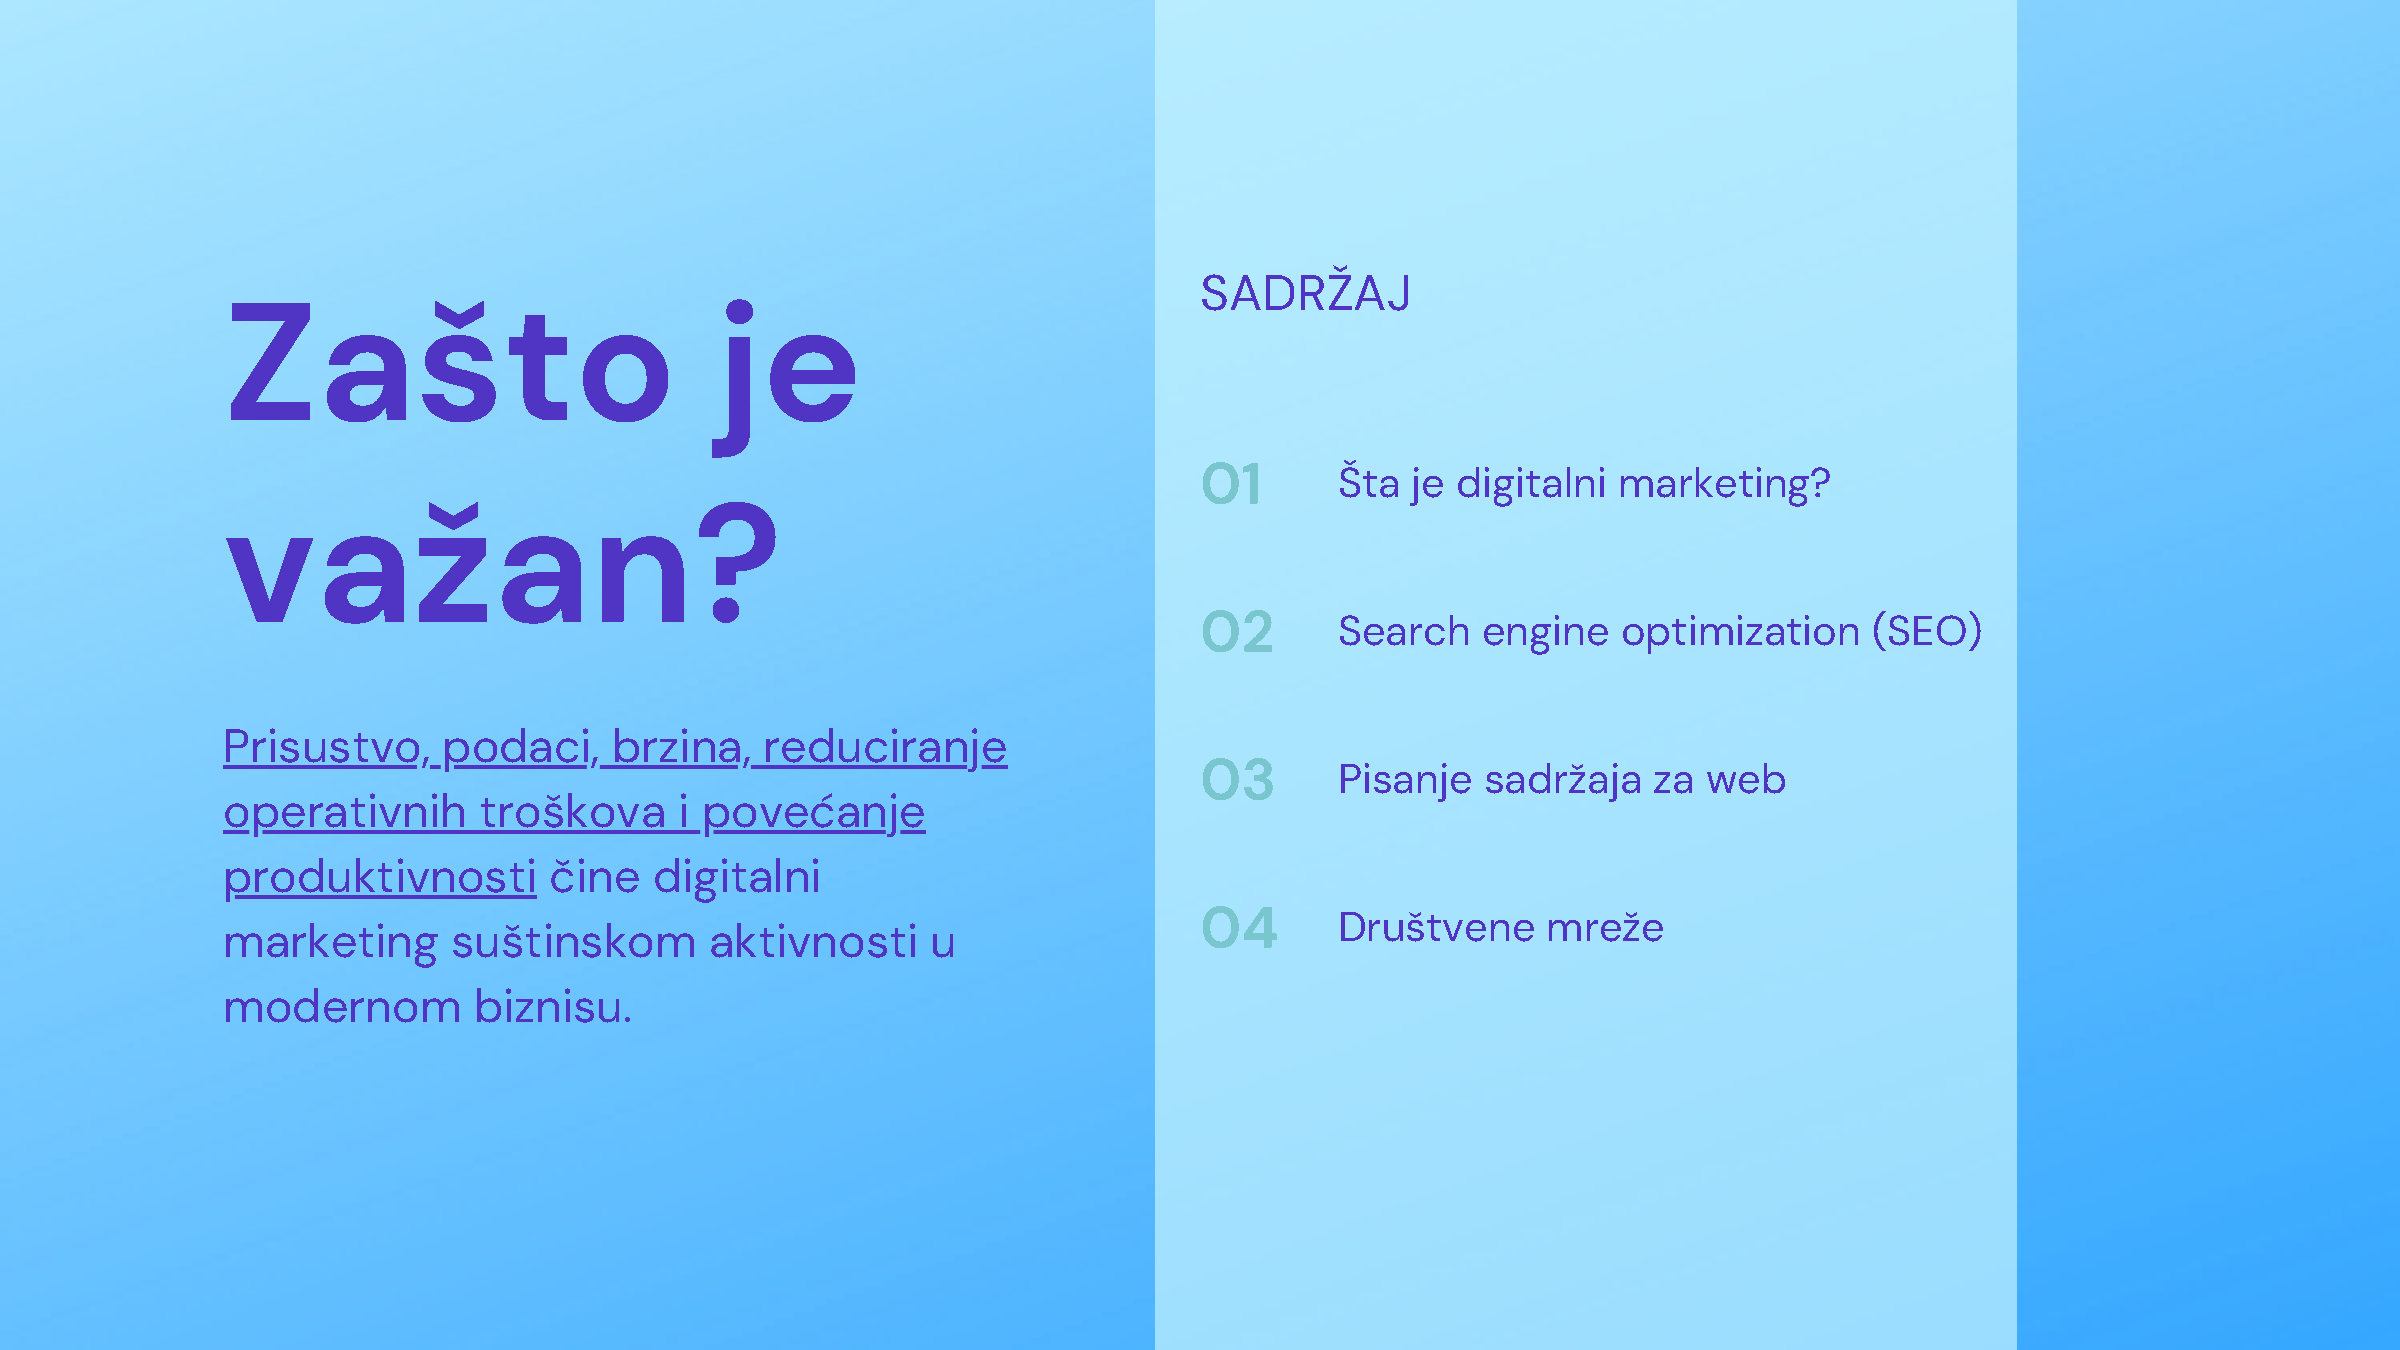 Zašto je
važan?
Prisustvo, podaci, brzina, reduciranje
operativnih troškova i povećanje
produktivnosti čine digitalni
marketing suštinskom aktivnosti u
modernom biznisu.
SADRŽAJ
01 Šta je digitalni marketing?
02 Search engine optimization (SEO)
03 Pisanje sadržaja za web
04 Društvene mreže